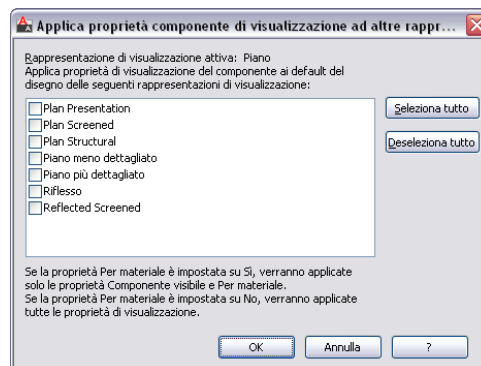 Applica proprietà componente di visualizzazione ad altre rappr...
Rappresentazione di visualizzazione attiva: Piano
Applica proprietà di visualizzazione del componente ai default del
disegno delle seguenti rappresentazioni di visualizzazione:
Plan Presentation
Plan Screened
Plan Structural
Piano meno dettagliato
Piano più dettagliato
Riflesso
Reflected Screened
Seleziona tutto
Deseleziona tutto
Se la proprietà Per materiale è impostata su Sì, verranno applicate
solo le proprietà Componente visibile e Per materiale.
Se la proprietà Per materiale è impostata su No, verranno applicate
tutte le proprietà di visualizzazione.
OK Annulla ?